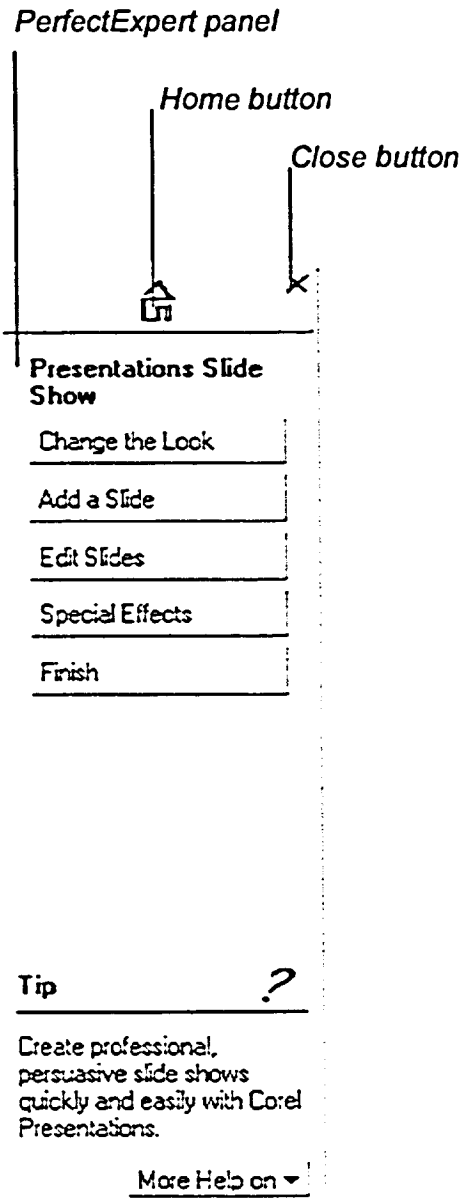 PerfectExpert panel
Home button
Close button
Presentations Slide
Show
Change the Look
Add a Slide
Edit Slides
Special Effects
Finish
Tip ?
Create professional,
persuasive slide shows
quickly and easily with Corel
Presentations.
More Help on